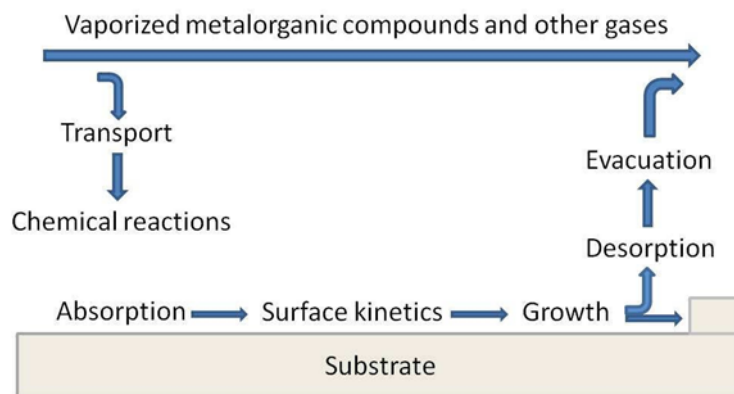 Vaporized metalorganic compounds and other gases
Transport
Evacuation
Chemical reactions
Desorption
Absorption
Surface kinetics
Growth
Substrate